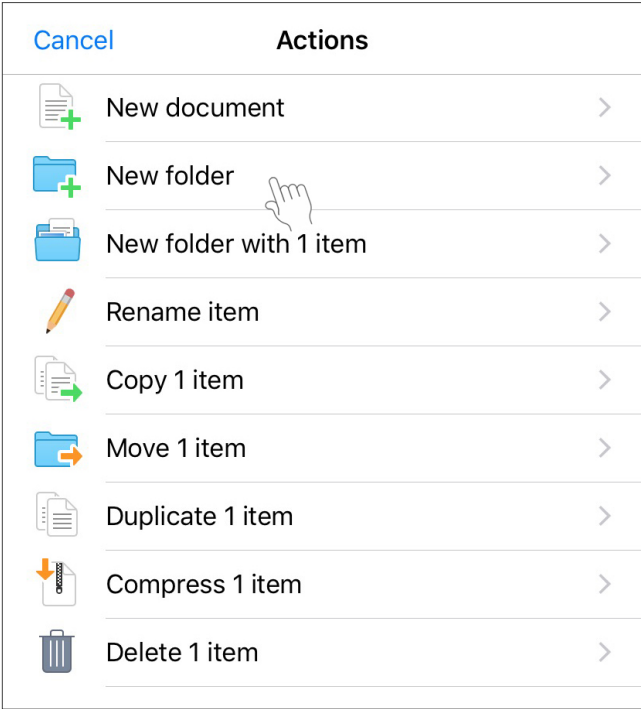 Cancel Actions
New document
New folder
New folder with 1 item
Rename item
Copy 1 item
Move 1 item
Duplicate 1 item
Compress 1 item
Delete 1 item